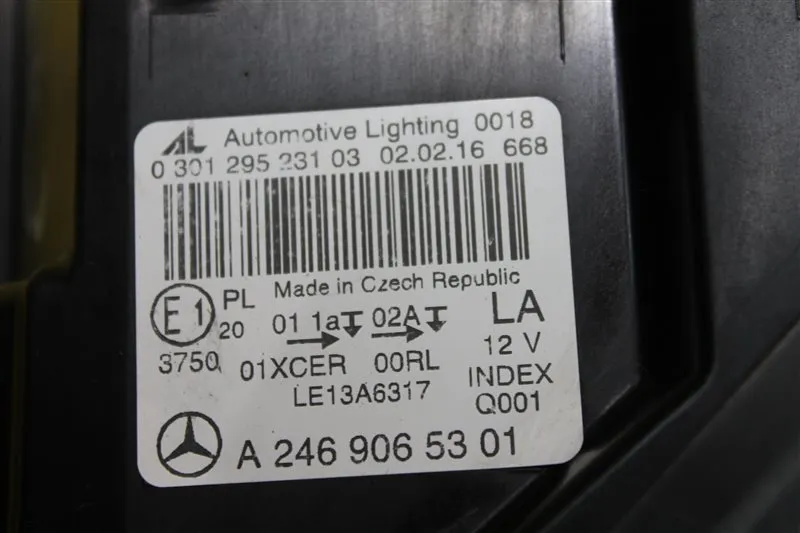 AL Automotive Lighting 0018
0 301 295 231 03 02.02.16 668
Made in Czech Republic
E1 PL 20 01 1a 02A LA
3750 01XCER 00RL 12 V
LE13A6317 INDEX
Q001
A 246 906 53 01